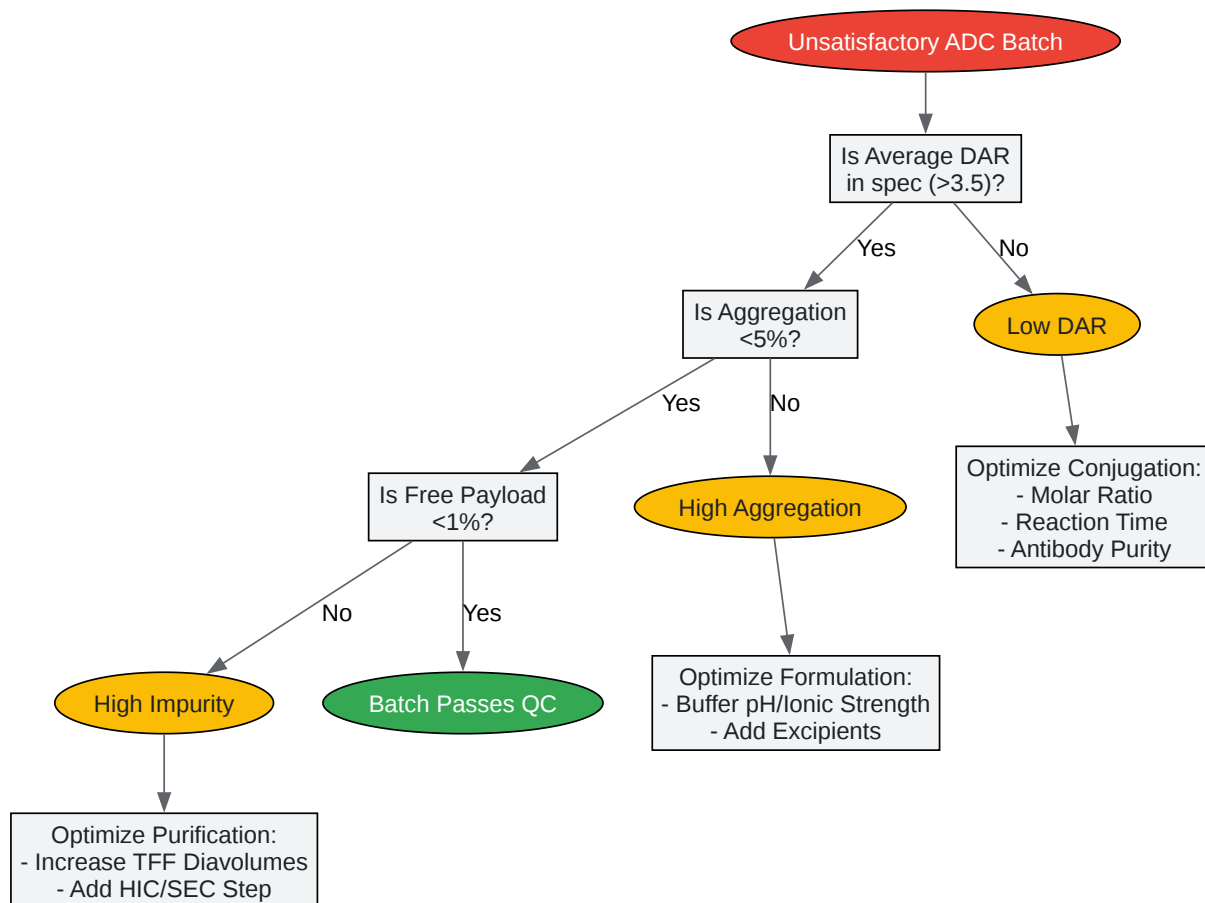 Unsatisfactory ADC Batch
Is Average DAR
in spec (>3.5)?
Yes
No
Is Aggregation
<5%?
Low DAR
Yes
No
Optimize Conjugation:
- Molar Ratio
- Reaction Time
- Antibody Purity
Is Free Payload
<1%?
High Aggregation
No
Yes
Optimize Formulation:
- Buffer pH/Ionic Strength
- Add Excipients
High Impurity
Batch Passes QC
Optimize Purification:
- Increase TFF Diavolumes
- Add HIC/SEC Step